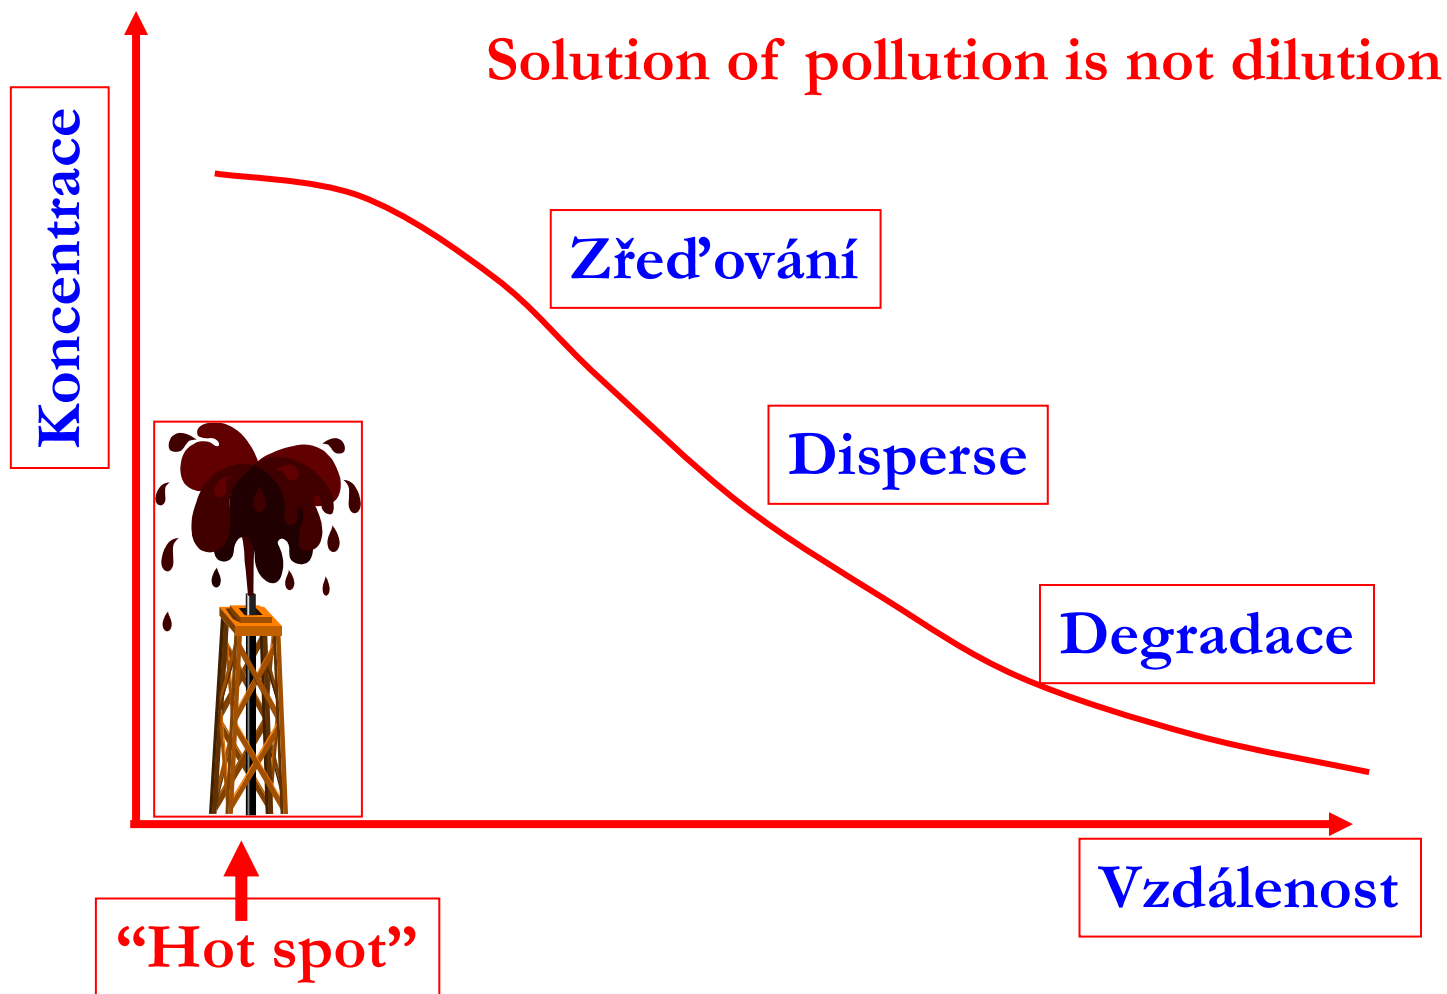 Solution of pollution is not dilution
Koncentrace
Zřeďování
Disperse
Degradace
Vzdálenost
“Hot spot”